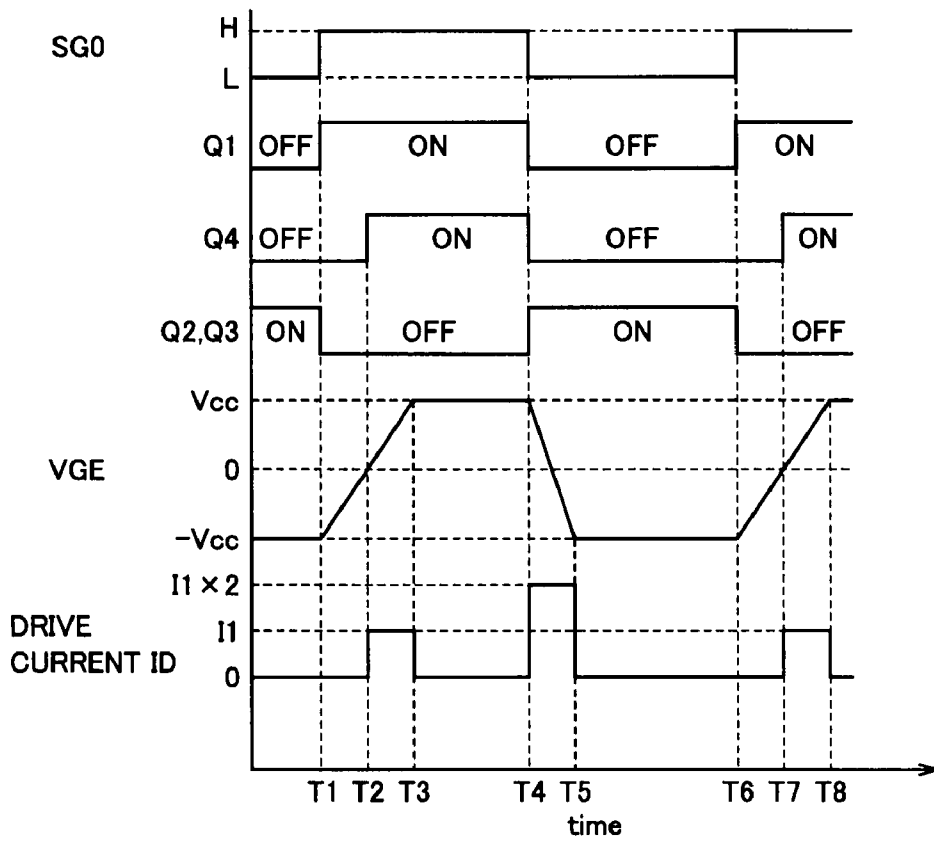 H
SG0
L
Q1 OFF ON OFF ON
Q4 OFF ON OFF ON
Q2,Q3 ON OFF ON OFF
Vcc
VGE 0
-Vcc
I1 × 2
DRIVE
I1
CURRENT ID
0
T1 T2 T3 T4 T5 T6 T7 T8
time